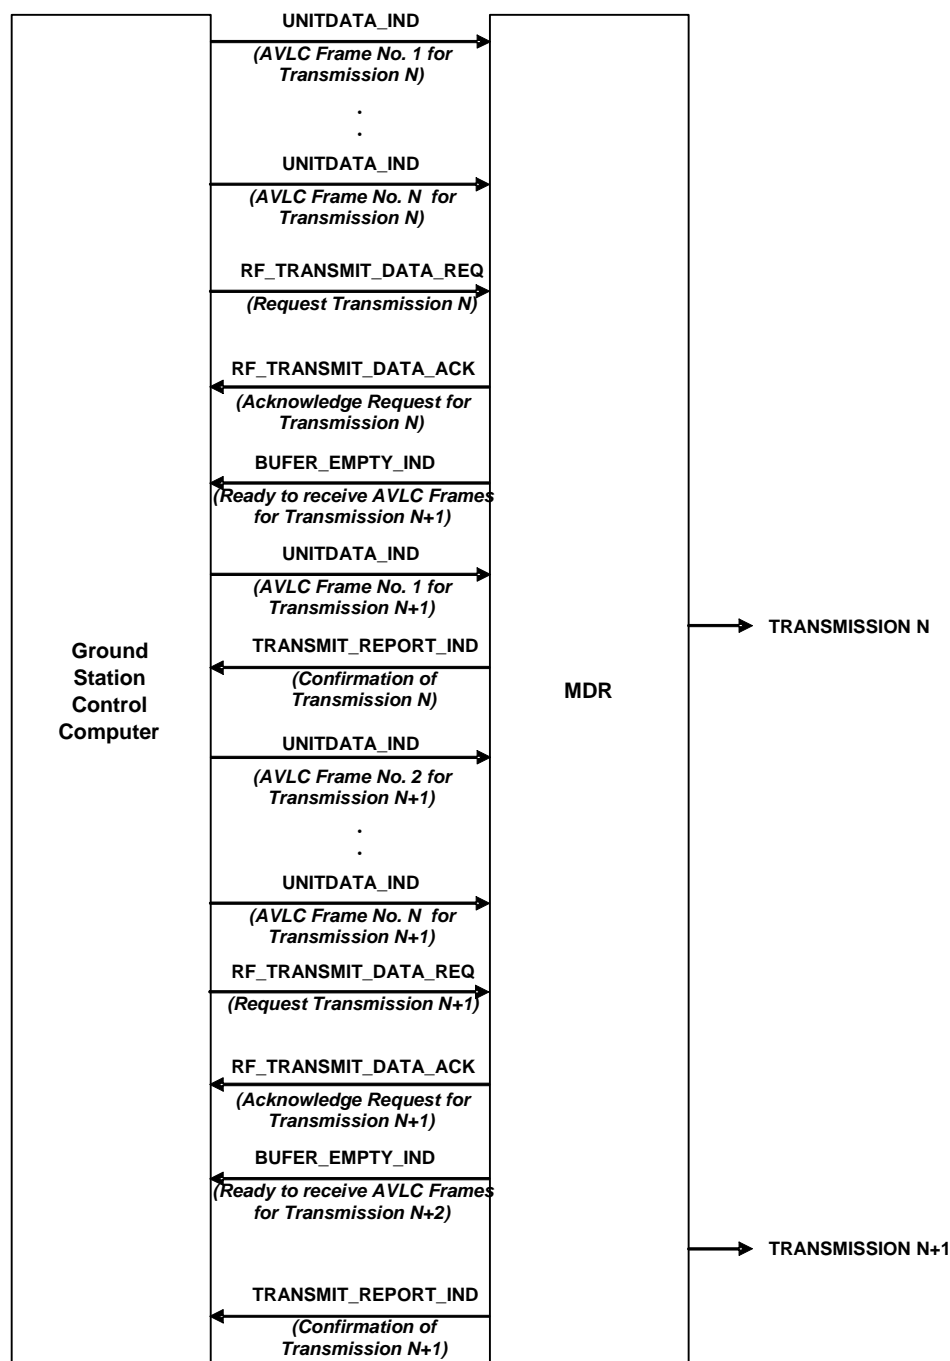 UNITDATA_IND
(AVLC Frame No. 1 for
Transmission N)
.
.
UNITDATA_IND
(AVLC Frame No. N for
Transmission N)
RF_TRANSMIT_DATA_REQ
(Request Transmission N)
RF_TRANSMIT_DATA_ACK
(Acknowledge Request for
Transmission N)
BUFER_EMPTY_IND
(Ready to receive AVLC Frames
for Transmission N+1)
UNITDATA_IND
(AVLC Frame No. 1 for
Transmission N+1)
TRANSMISSION N
TRANSMIT_REPORT_IND
(Confirmation of
Transmission N)
Ground
Station
Control
Computer
MDR
UNITDATA_IND
(AVLC Frame No. 2 for
Transmission N+1)
.
.
UNITDATA_IND
(AVLC Frame No. N for
Transmission N+1)
RF_TRANSMIT_DATA_REQ
(Request Transmission N+1)
RF_TRANSMIT_DATA_ACK
(Acknowledge Request for
Transmission N+1)
BUFER_EMPTY_IND
(Ready to receive AVLC Frames
for Transmission N+2)
TRANSMISSION N+1
TRANSMIT_REPORT_IND
(Confirmation of
Transmission N+1)